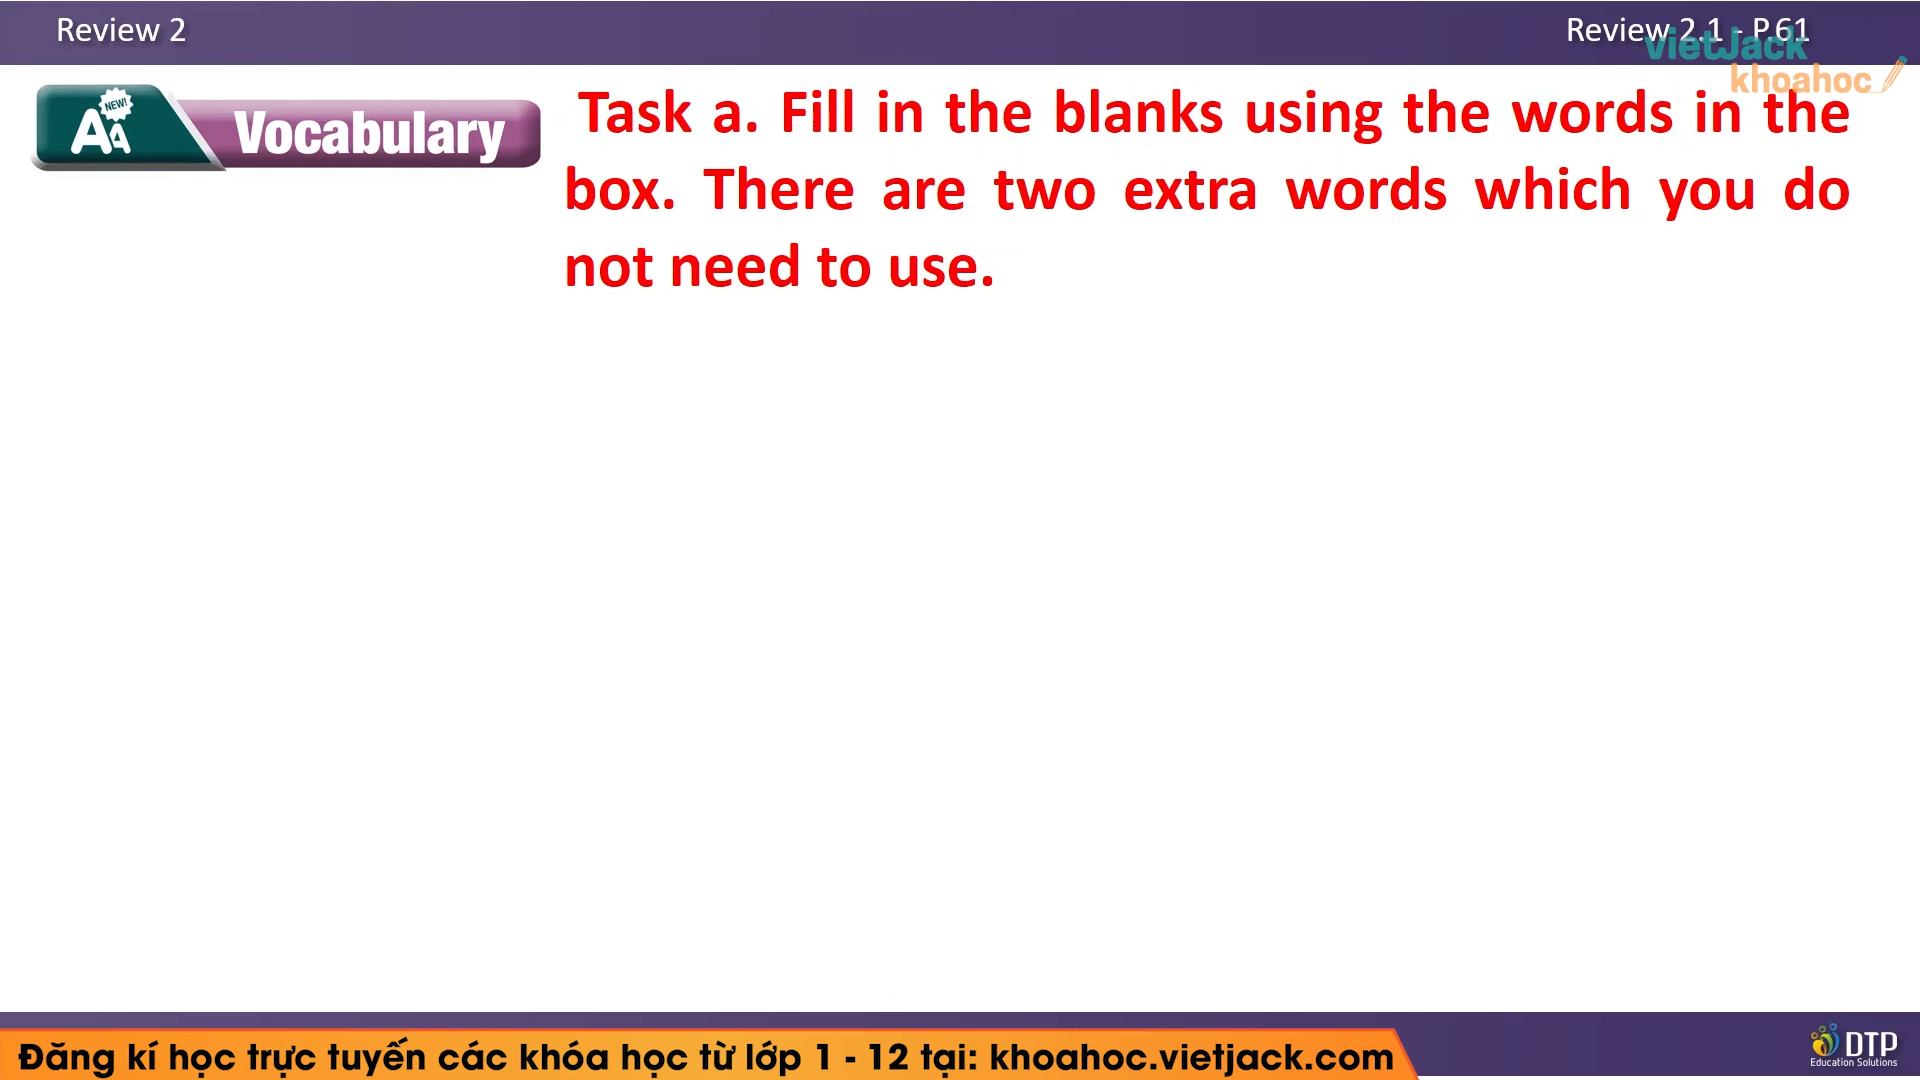 Review 2
Review 2.1 - P.61
vietJack
khoahoc
NEW!
AA
Vocabulary
Task a. Fill in the blanks using the words in the
box. There are two extra words which you do
not need to use.
Đăng kí học trực tuyến các khóa học từ lớp 1 - 12 tại: khoahoc.vietjack.com
DTP
Education Solutions